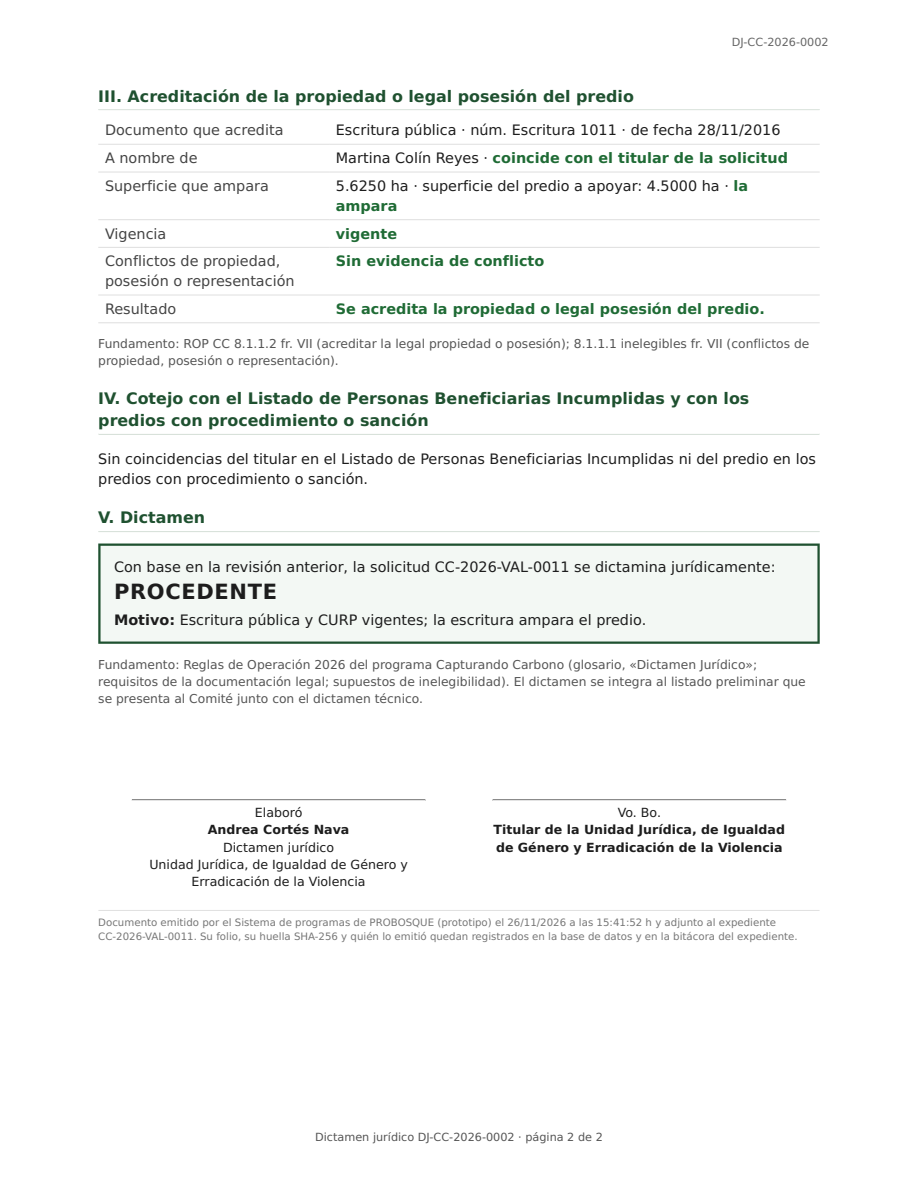 DJ-CC-2026-0002
III. Acreditación de la propiedad o legal posesión del predio
Documento que acredita Escritura pública · núm. Escritura 1011 · de fecha 28/11/2016
A nombre de Martina Colín Reyes · coincide con el titular de la solicitud
Superficie que ampara 5.6250 ha · superficie del predio a apoyar: 4.5000 ha · la
ampara
Vigencia vigente
Conflictos de propiedad, Sin evidencia de conflicto
posesión o representación
Resultado Se acredita la propiedad o legal posesión del predio.
Fundamento: ROP CC 8.1.1.2 fr. VII (acreditar la legal propiedad o posesión); 8.1.1.1 inelegibles fr. VII (conflictos de
propiedad, posesión o representación).
IV. Cotejo con el Listado de Personas Beneficiarias Incumplidas y con los
predios con procedimiento o sanción
Sin coincidencias del titular en el Listado de Personas Beneficiarias Incumplidas ni del predio en los
predios con procedimiento o sanción.
V. Dictamen
Con base en la revisión anterior, la solicitud CC-2026-VAL-0011 se dictamina jurídicamente:
PROCEDENTE
Motivo: Escritura pública y CURP vigentes; la escritura ampara el predio.
Fundamento: Reglas de Operación 2026 del programa Capturando Carbono (glosario, «Dictamen Jurídico»;
requisitos de la documentación legal; supuestos de inelegibilidad). El dictamen se integra al listado preliminar que
se presenta al Comité junto con el dictamen técnico.
Elaboró
Andrea Cortés Nava
Dictamen jurídico
Unidad Jurídica, de Igualdad de Género y
Erradicación de la Violencia
Vo. Bo.
Titular de la Unidad Jurídica, de Igualdad
de Género y Erradicación de la Violencia
Documento emitido por el Sistema de programas de PROBOSQUE (prototipo) el 26/11/2026 a las 15:41:52 h y adjunto al expediente
CC-2026-VAL-0011. Su folio, su huella SHA-256 y quién lo emitió quedan registrados en la base de datos y en la bitácora del expediente.
Dictamen jurídico DJ-CC-2026-0002 · página 2 de 2